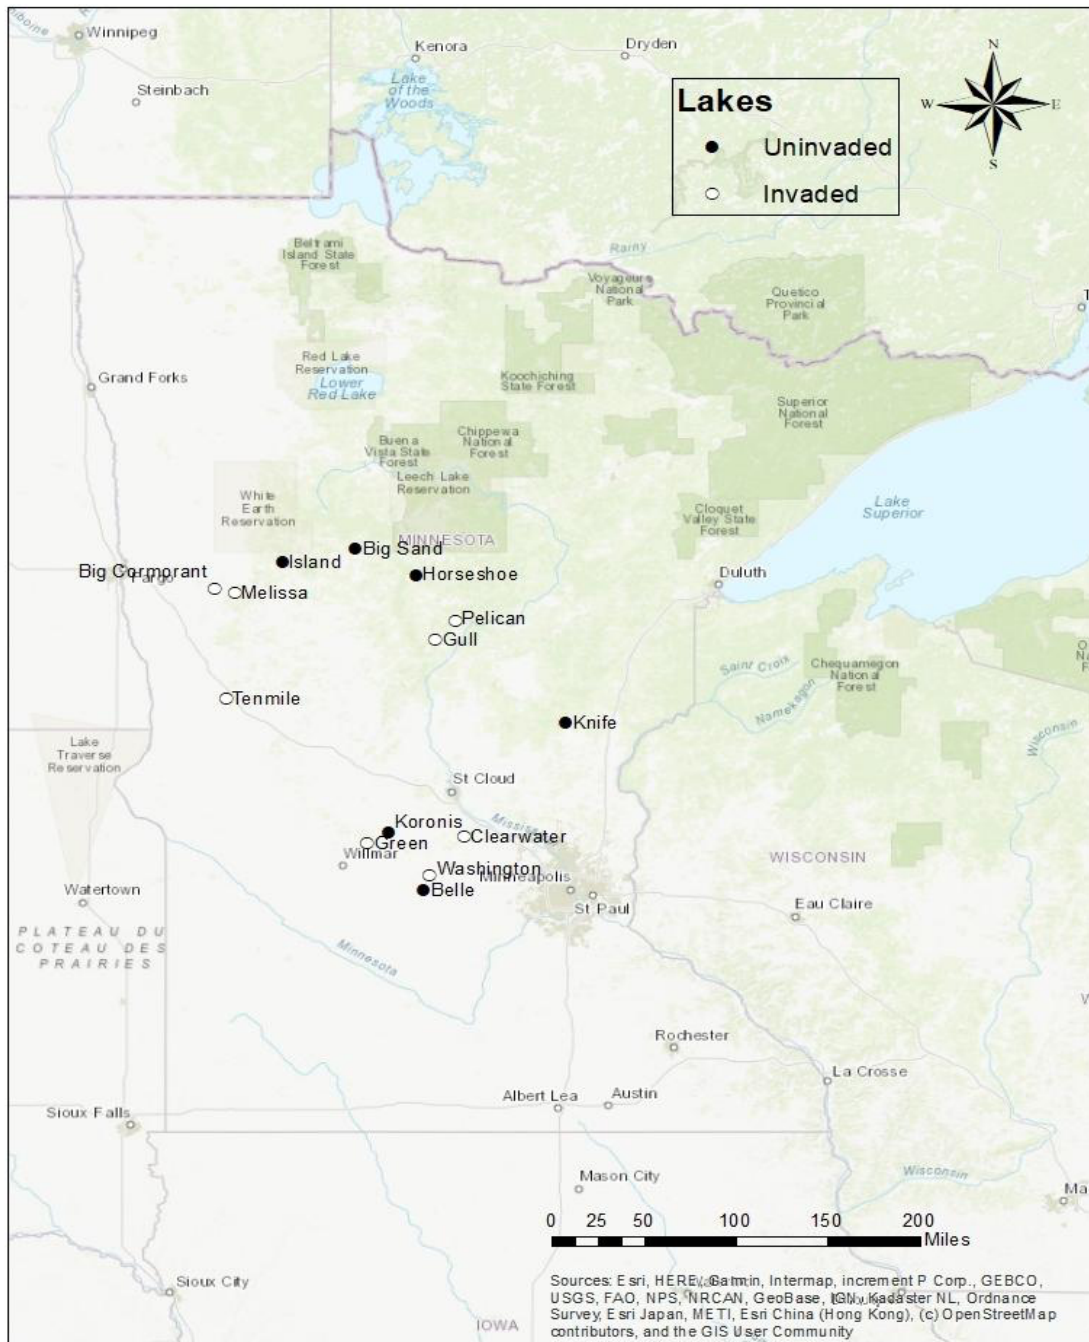 Winnipeg
Kenora
Dryden
Steinbach
Lake
of the
Woods
Lakes
Uninvaded
Invaded
N
W
E
S
Rainy
Beltrami
Island State
Forest
Voyageurs
National
Park
Quetico
Provincial
Park
Red Lake
Reservation
Lower
Red Lake
Koochiching
State Forest
Grand Forks
Superior
National
Forest
Buena
Vista State
Forest
Chippewa
National
Forest
Leech Lake
Reservation
White
Earth
Reservation
Cloquet
Valley State
Forest
Lake
Superior
MINNESOTA
Big Sand
Island
Horseshoe
Big Cormorant
Fargo
Melissa
Duluth
Pelican
Gull
Saint Croix
Namekagon
Chequamegon
National
Forest
Wisconsin
Tenmile
Knife
Lake
Traverse
Reservation
St Cloud
Koronis
Green
Willmar
Clearwater
Washington
Minneapolis
Belle
St Paul
WISCONSIN
Eau Claire
Watertown
PLATEAU DU
COTEAU DES
PRAIRIES
Minnesota
Rochester
La Crosse
Albert Lea
Austin
Sioux Falls
Mason City
Wisconsin
0 25 50 100 150 200
Miles
Sioux City
IOWA
Sources: Esri, HERE, Garmin, Intermap, increment P Corp., GEBCO,
USGS, FAO, NPS, NRCAN, GeoBase, IGN, Kadaster NL, Ordnance
Survey, Esri Japan, METI, Esri China (Hong Kong), (c) OpenStreetMap
contributors, and the GIS User Community